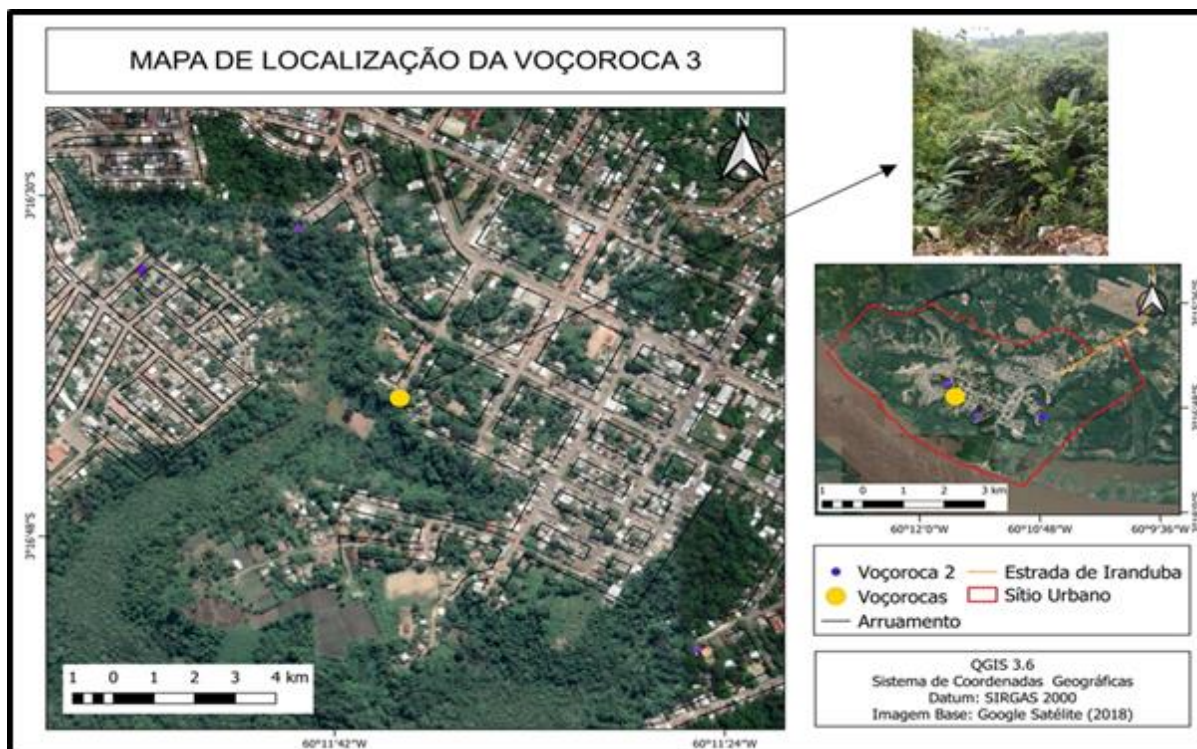 MAPA DE LOCALIZAÇÃO DA VOÇOROCA 3
N
3°16'30"S
3°16'48"S
1 0 1 2 3 4 km
60°11'42"W
60°11'24"W
N
1 0 1 2 3 km
60°12'0"W
60°10'48"W
60°9'36"W
Voçoroca 2
Estrada de Iranduba
Voçorocas
Sítio Urbano
Arruamento
QGIS 3.6
Sistema de Coordenadas Geográficas
Datum: SIRGAS 2000
Imagem Base: Google Satélite (2018)